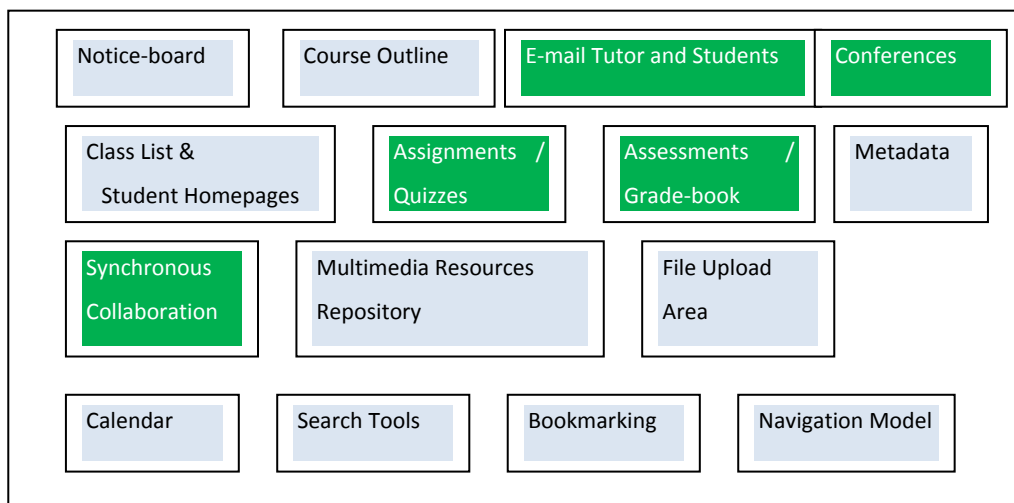 Notice-board
Course Outline
E-mail Tutor and Students
Conferences
Class List &
Student Homepages
Assignments /
Quizzes
Assessments /
Grade-book
Metadata
Synchronous
Collaboration
Multimedia Resources
Repository
File Upload
Area
Calendar
Search Tools
Bookmarking
Navigation Model